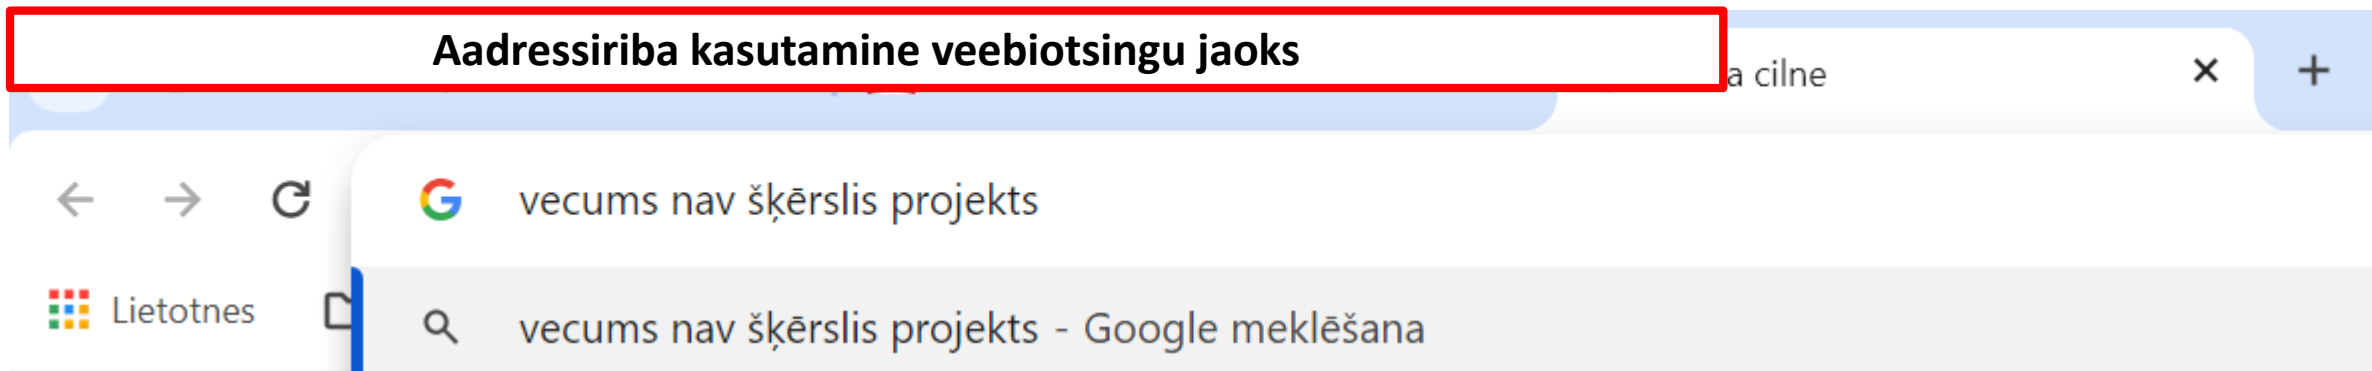 Aadressiriba kasutamine veebiotsingu jaoks
a cilne
vecums nav šķērslis projekts
Lietotnes
vecums nav šķērslis projekts - Google meklēšana